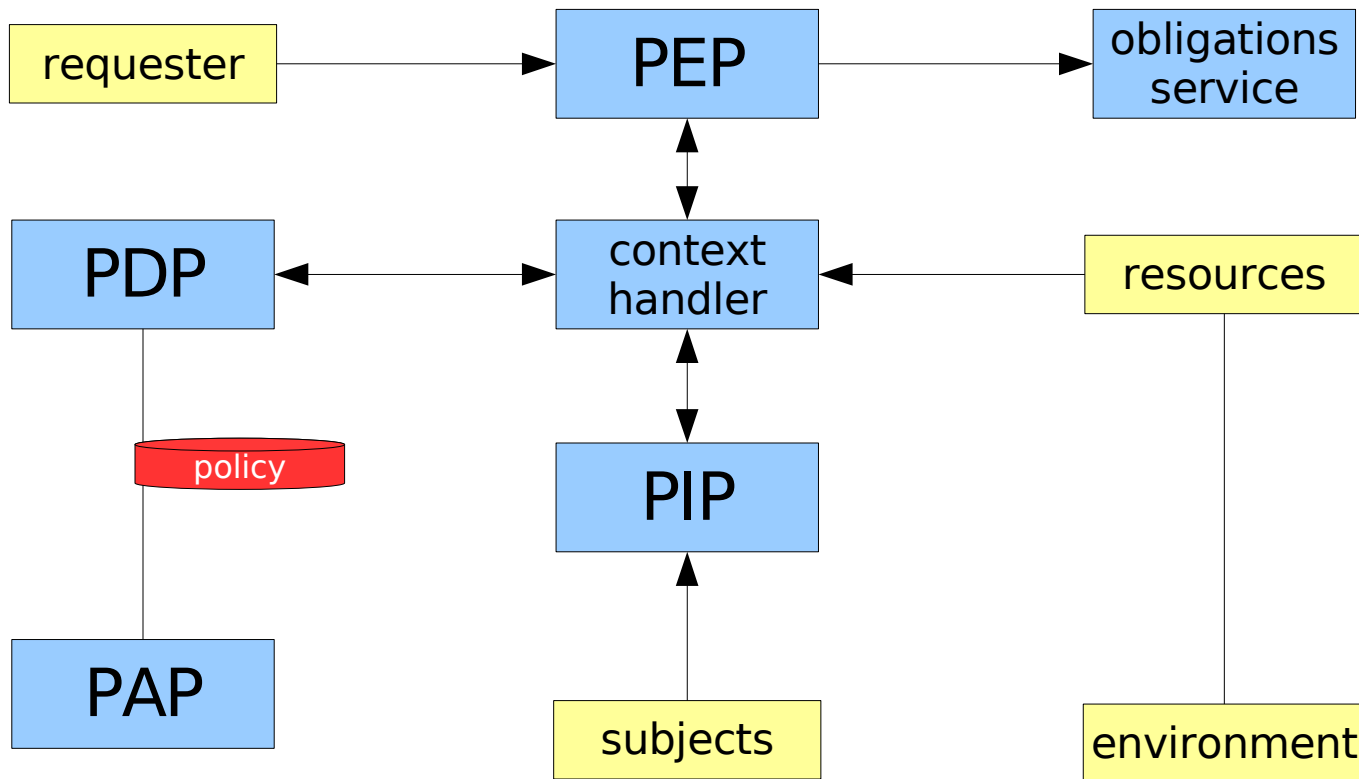 requester
PEP
obligations
service
PDP
context
handler
resources
policy
PIP
PAP
subjects
environment